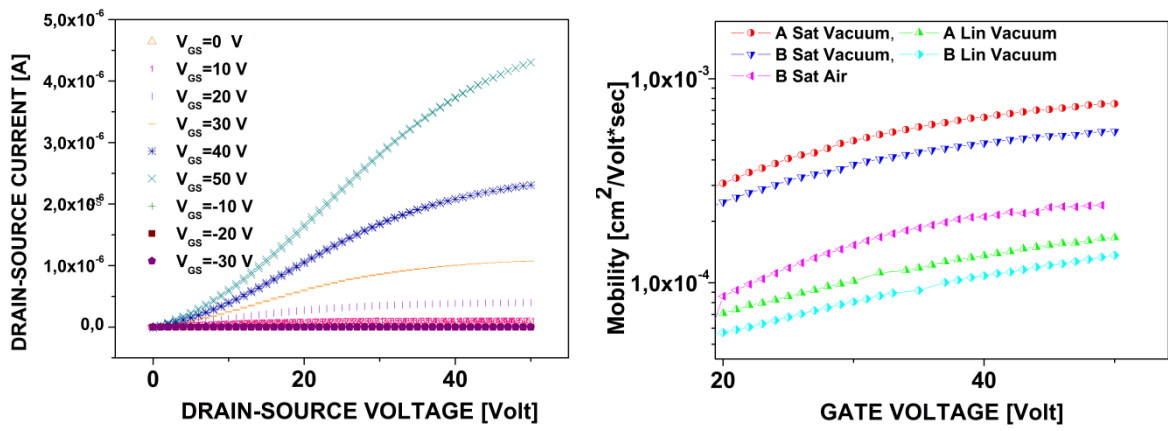 DRAIN-SOURCE CURRENT [A]
5,0x10⁻⁶
4,0x10⁻⁶
3,0x10⁻⁶
2,0x10⁻⁶
1,0x10⁻⁶
0,0
V_GS=0 V
V_GS=10 V
V_GS=20 V
V_GS=30 V
V_GS=40 V
V_GS=50 V
V_GS=-10 V
V_GS=-20 V
V_GS=-30 V
0 20 40
DRAIN-SOURCE VOLTAGE [Volt]
Mobility [cm²/Volt*sec]
A Sat Vacuum, A Lin Vacuum
B Sat Vacuum, B Lin Vacuum
B Sat Air
1,0x10⁻³
1,0x10⁻⁴
20 40
GATE VOLTAGE [Volt]